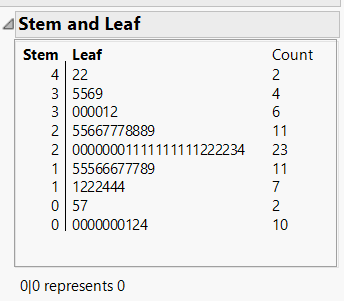 Stem and Leaf
Stem Leaf Count
4 22 2
3 5569 4
3 000012 6
2 55667778889 11
2 00000001111111111222234 23
1 55566677789 11
1 1222444 7
0 57 2
0 0000000124 10
0|0 represents 0